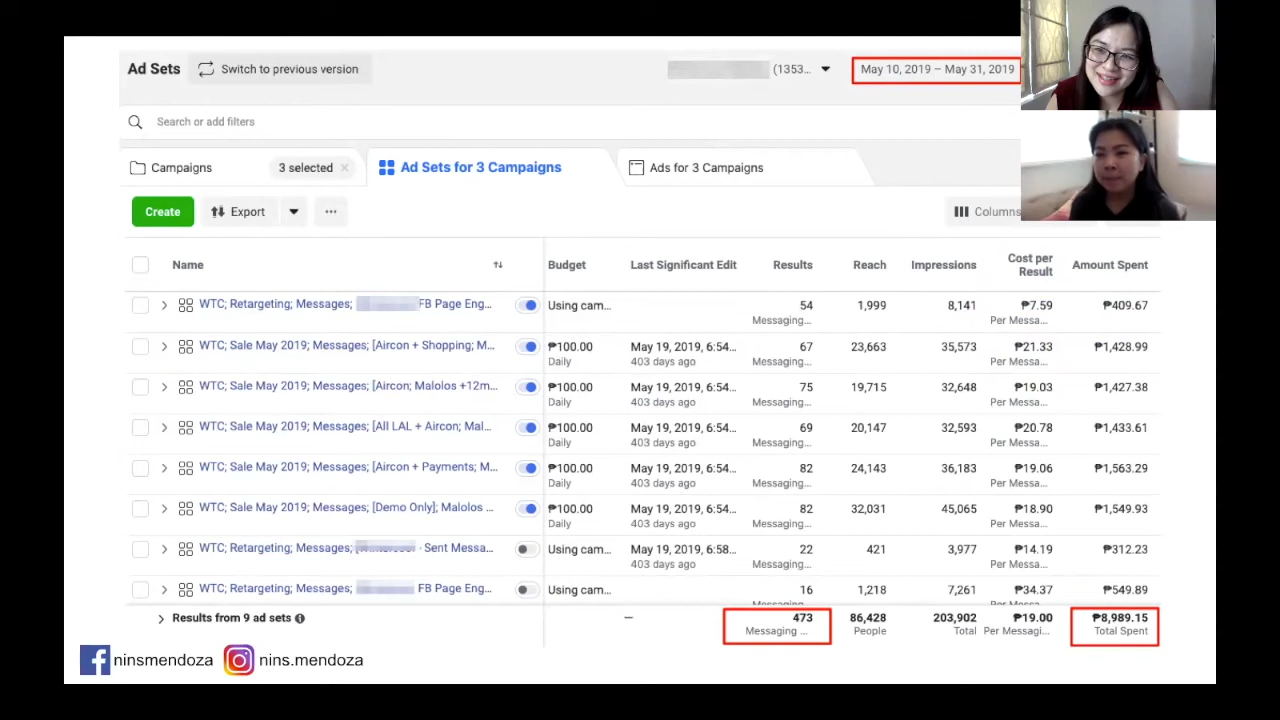 Ad Sets Switch to previous version (1353... May 10, 2019 – May 31, 2019
Search or add filters
Campaigns 3 selected Ad Sets for 3 Campaigns Ads for 3 Campaigns
Create Export ... Columns
Name Budget Last Significant Edit Results Reach Impressions Cost per Result Amount Spent
WTC; Retargeting; Messages; FB Page Eng... Using cam... 54 1,999 8,141 ₱7.59 ₱409.67
Messaging... Per Messa...
WTC; Sale May 2019; Messages; [Aircon + Shopping; M... ₱100.00 May 19, 2019, 6:54... 67 23,663 35,573 ₱21.33 ₱1,428.99
Daily 403 days ago Messaging... Per Messa...
WTC; Sale May 2019; Messages; [Aircon; Malolos +12m... ₱100.00 May 19, 2019, 6:54... 75 19,715 32,648 ₱19.03 ₱1,427.38
Daily 403 days ago Messaging... Per Messa...
WTC; Sale May 2019; Messages; [All LAL + Aircon; Mal... ₱100.00 May 19, 2019, 6:54... 69 20,147 32,593 ₱20.78 ₱1,433.61
Daily 403 days ago Messaging... Per Messa...
WTC; Sale May 2019; Messages; [Aircon + Payments; M... ₱100.00 May 19, 2019, 6:54... 82 24,143 36,183 ₱19.06 ₱1,563.29
Daily 403 days ago Messaging... Per Messa...
WTC; Sale May 2019; Messages; [Demo Only]; Malolos ... ₱100.00 May 19, 2019, 6:54... 82 32,031 45,065 ₱18.90 ₱1,549.93
Daily 403 days ago Messaging... Per Messa...
WTC; Retargeting; Messages; - Sent Messa... Using cam... May 19, 2019, 6:58... 22 421 3,977 ₱14.19 ₱312.23
403 days ago Messaging... Per Messa...
WTC; Retargeting; Messages; FB Page Eng... Using cam... 16 1,218 7,261 ₱34.37 ₱549.89
Messaging Per Messa
Results from 9 ad sets — 473 86,428 203,902 ₱19.00 ₱8,989.15
Messaging ... People Total Per Messagi... Total Spent
ninsmendoza nins.mendoza